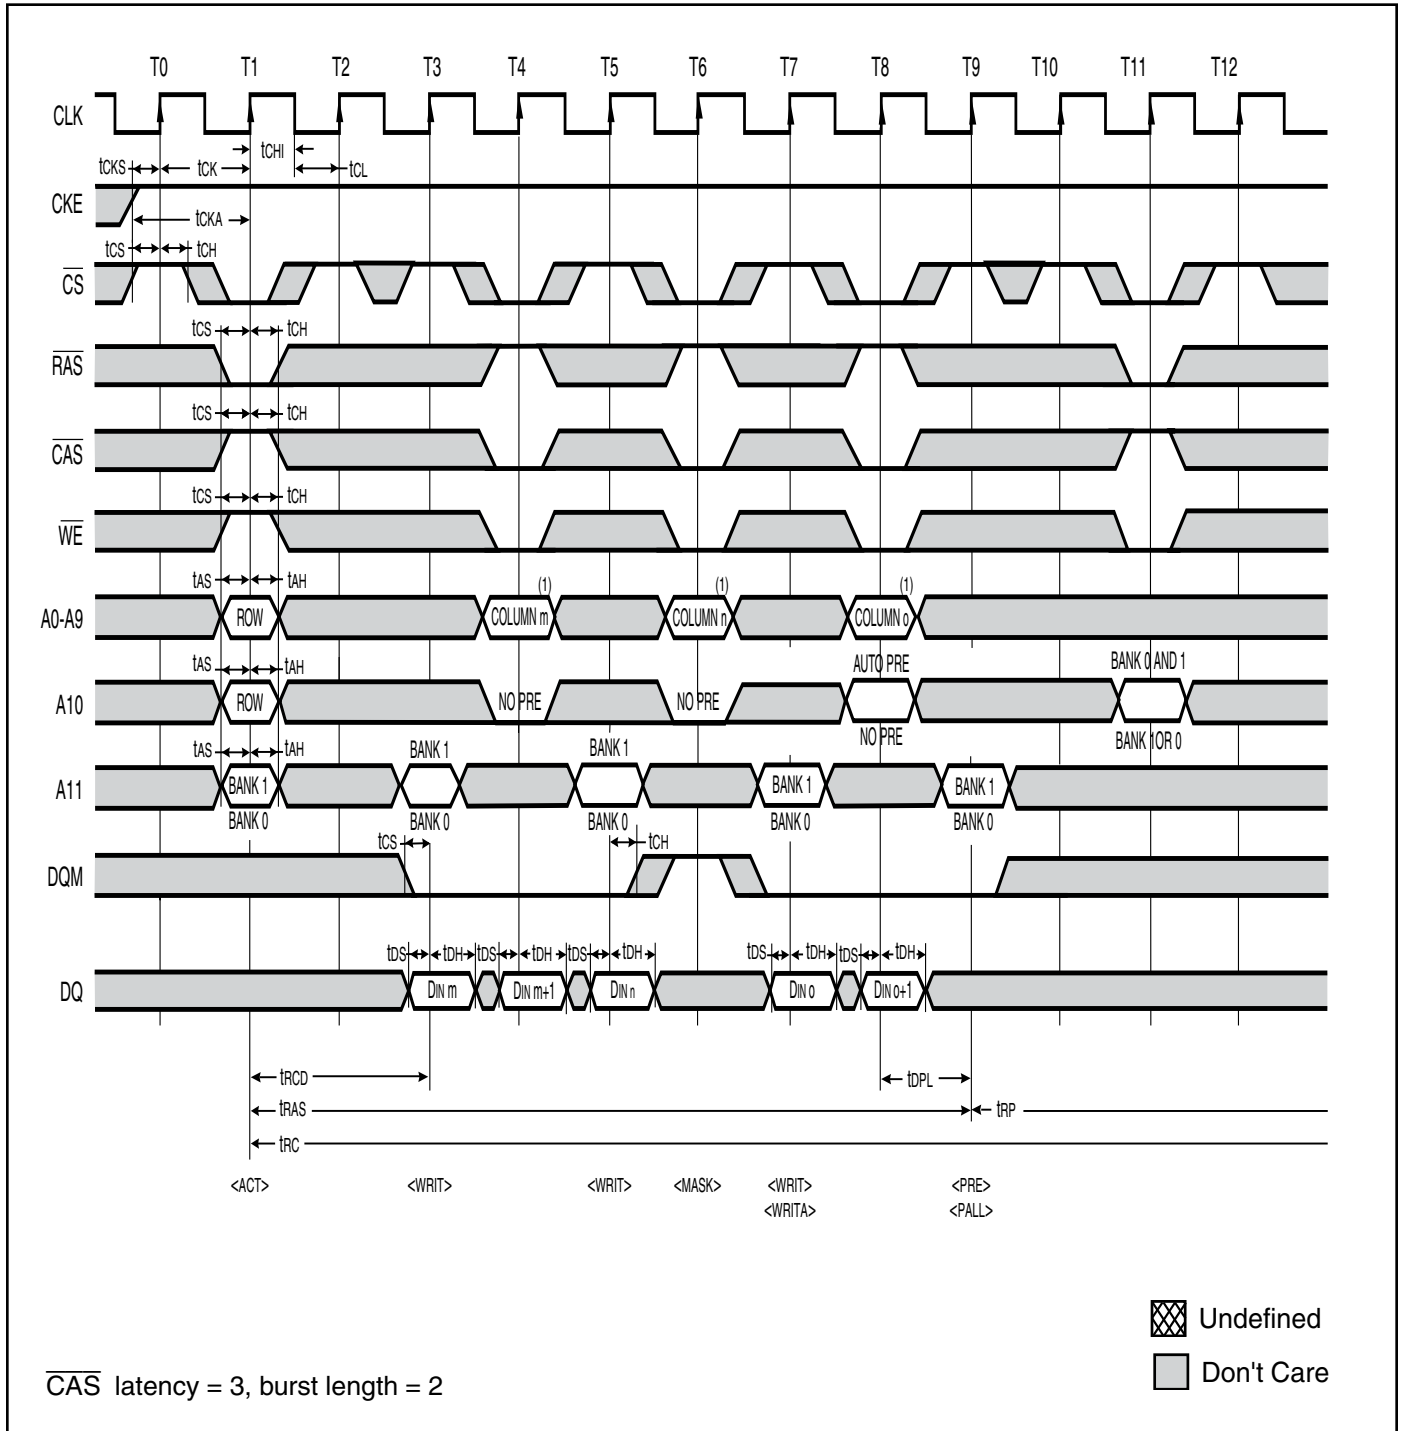 T0 T1 T2 T3 T4 T5 T6 T7 T8 T9 T10 T11 T12
CLK
tCHI
tCKS tCK tCL
CKE
tCKA
tCS tCH
CS
tCS tCH
RAS
tCS tCH
CAS
tCS tCH
WE
tAS tAH (1) (1) (1)
A0-A9 ROW COLUMN m COLUMN n COLUMN o
tAS tAH AUTO PRE BANK 0 AND 1
A10 ROW NO PRE NO PRE
NO PRE BANK 1OR 0
tAS tAH BANK 1 BANK 1
A11 BANK 1 BANK 1 BANK 1
BANK 0 BANK 0 BANK 0 BANK 0 BANK 0
tCS tCH
DQM
tDS tDH tDS tDH tDS tDH tDS tDH tDS tDH
DQ DIN m DIN m+1 DIN n DIN o DIN o+1
tRCD tDPL
tRAS tRP
tRC
<ACT> <WRIT> <WRIT> <MASK> <WRIT> <PRE>
<WRITA> <PALL>
Undefined
Don't Care
CAS latency = 3, burst length = 2